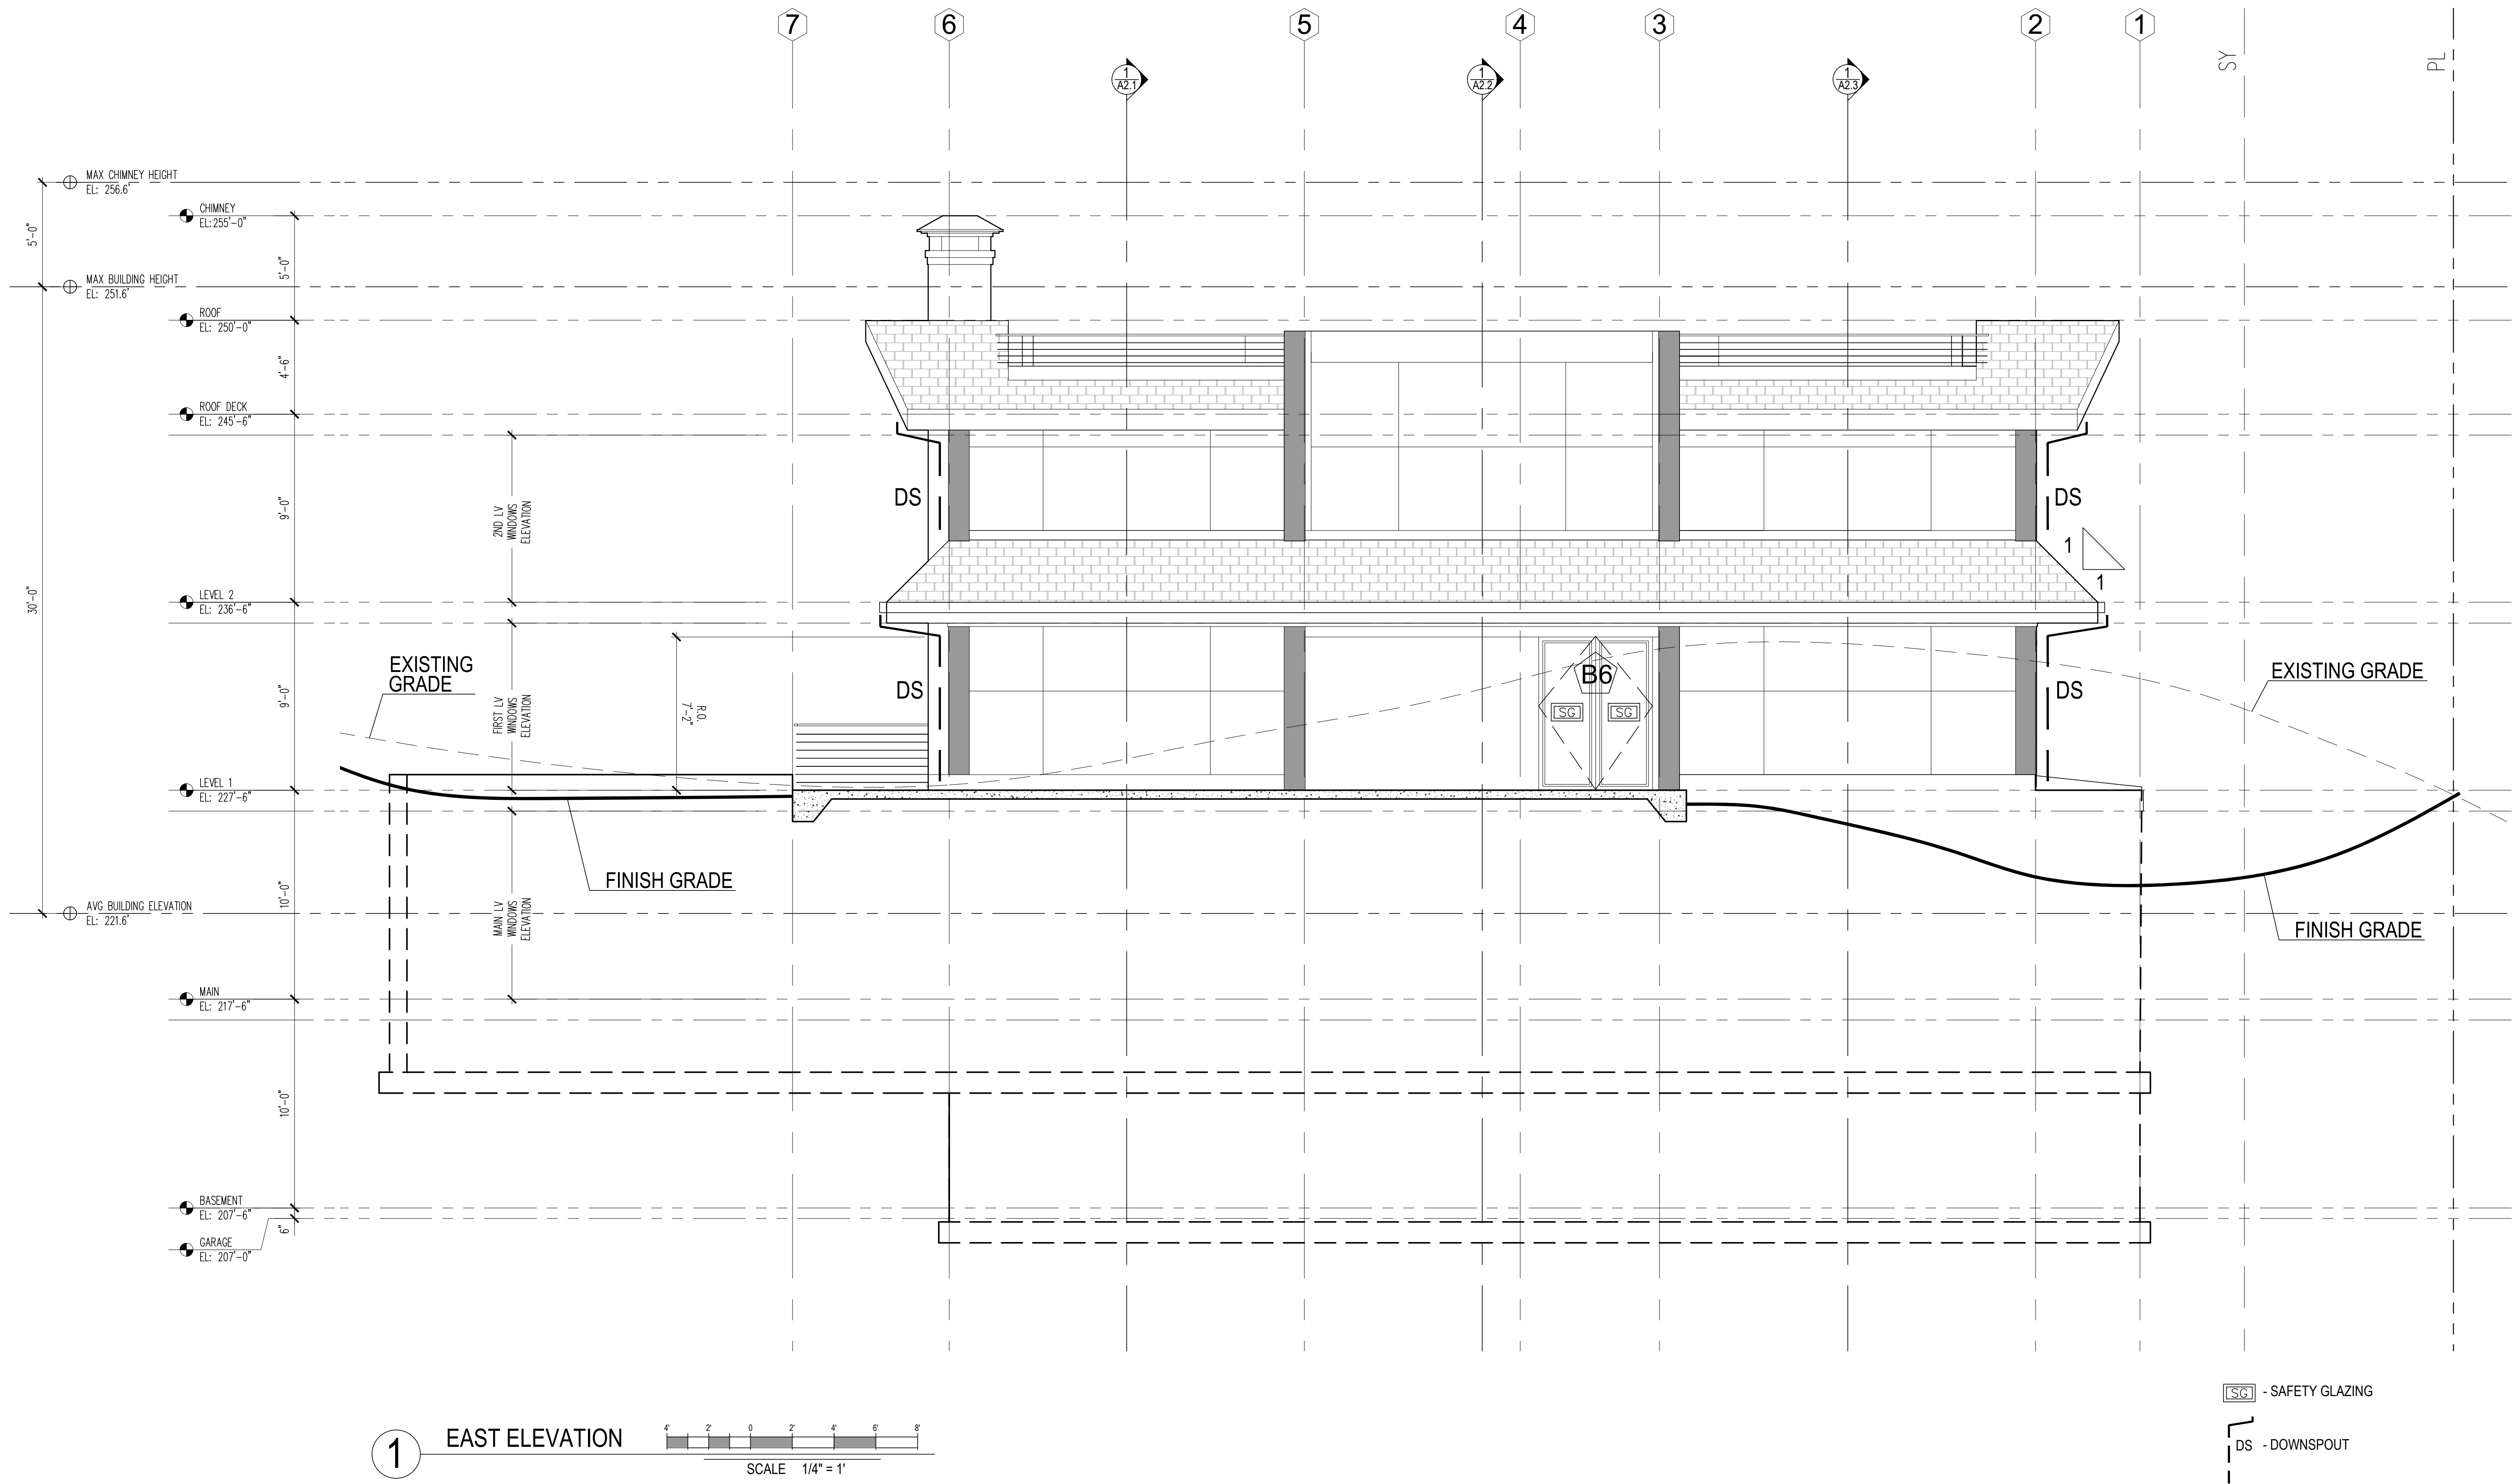 7
6
5
4
3
2
1
SY
PL
1
A2.1
1
A2.2
1
A2.3
MAX CHIMNEY HEIGHT
EL: 256.6'
CHIMNEY
EL:255'-0"
5'-0"
5'-0"
MAX BUILDING HEIGHT
EL: 251.6'
ROOF
EL: 250'-0"
4'-6"
ROOF DECK
EL: 245'-6"
9'-0"
2ND LV
WINDOWS
ELEVATION
DS
DS
1
1
30'-0"
LEVEL 2
EL: 236'-6"
EXISTING
GRADE
9'-0"
FIRST LV
WINDOWS
ELEVATION
R.O.
7'-2"
DS
B6
SG
SG
DS
EXISTING GRADE
LEVEL 1
EL: 227'-6"
FINISH GRADE
10'-0"
MAIN LV
WINDOWS
ELEVATION
AVG BUILDING ELEVATION
EL: 221.6'
FINISH GRADE
MAIN
EL: 217'-6"
10'-0"
BASEMENT
EL: 207'-6"
6"
GARAGE
EL: 207'-0"
SG - SAFETY GLAZING
DS - DOWNSPOUT
1
EAST ELEVATION
4' 2' 0 2' 4' 6' 8'
SCALE 1/4" = 1'